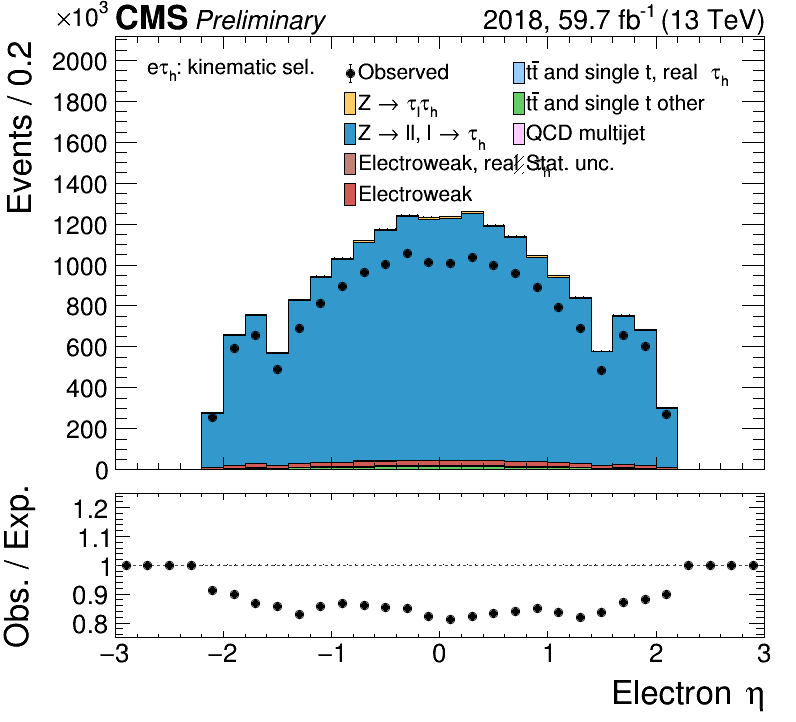 ×10³ CMS Preliminary 2018, 59.7 fb⁻¹ (13 TeV)
eτₕ: kinematic sel.
Observed
Z → τₗτₕ
Z → ll, l → τₕ
Electroweak, real τₕ
Electroweak
tt̄ and single t, real τₕ
tt̄ and single t other
QCD multijet
Stat. unc.
Events / 0.2
2000
1800
1600
1400
1200
1000
800
600
400
200
0
Obs. / Exp.
1.2
1.1
1
0.9
0.8
−3 −2 −1 0 1 2 3
Electron η